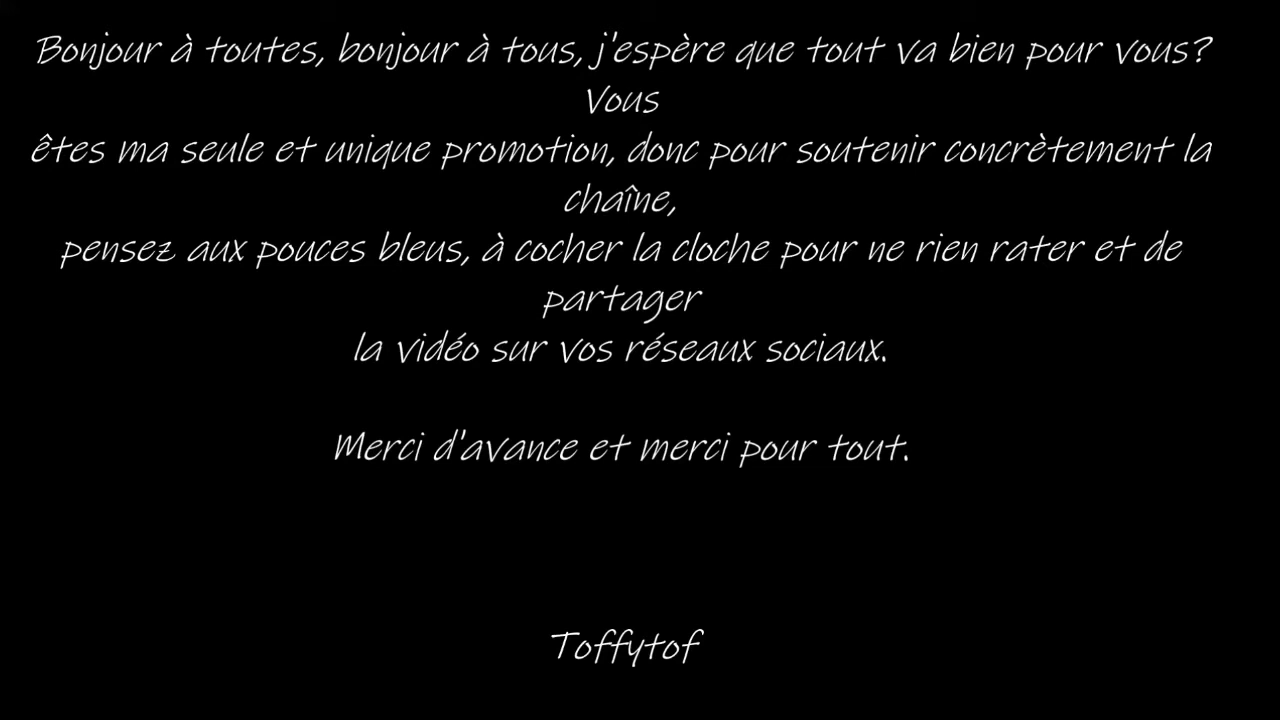 Bonjour à toutes, bonjour à tous, j'espère que tout va bien pour vous?
Vous
êtes ma seule et unique promotion, donc pour soutenir concrètement la
chaîne,
pensez aux pouces bleus, à cocher la cloche pour ne rien rater et de
partager
la vidéo sur vos réseaux sociaux.
Merci d'avance et merci pour tout.
Toffytof